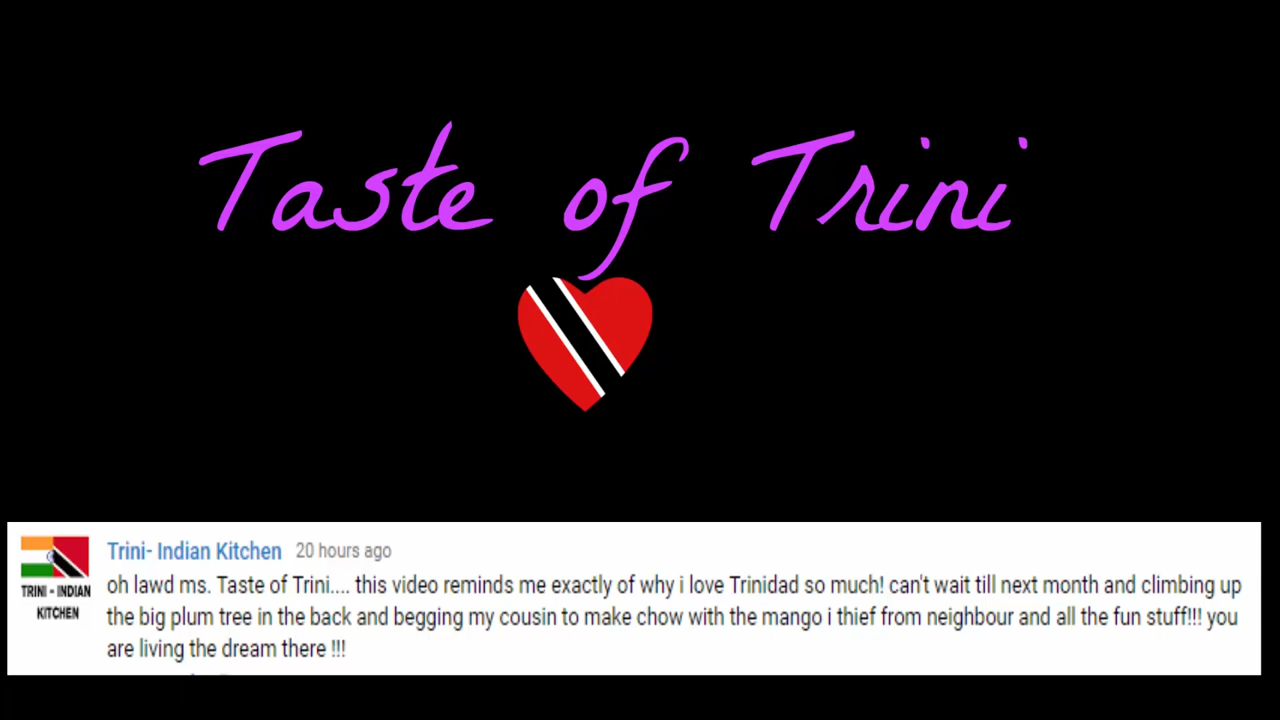 Taste of Trini
Trini- Indian Kitchen 20 hours ago
TRINI - INDIAN
KITCHEN
oh lawd ms. Taste of Trini.... this video reminds me exactly of why i love Trinidad so much! can't wait till next month and climbing up
the big plum tree in the back and begging my cousin to make chow with the mango i thief from neighbour and all the fun stuff!!! you
are living the dream there !!!